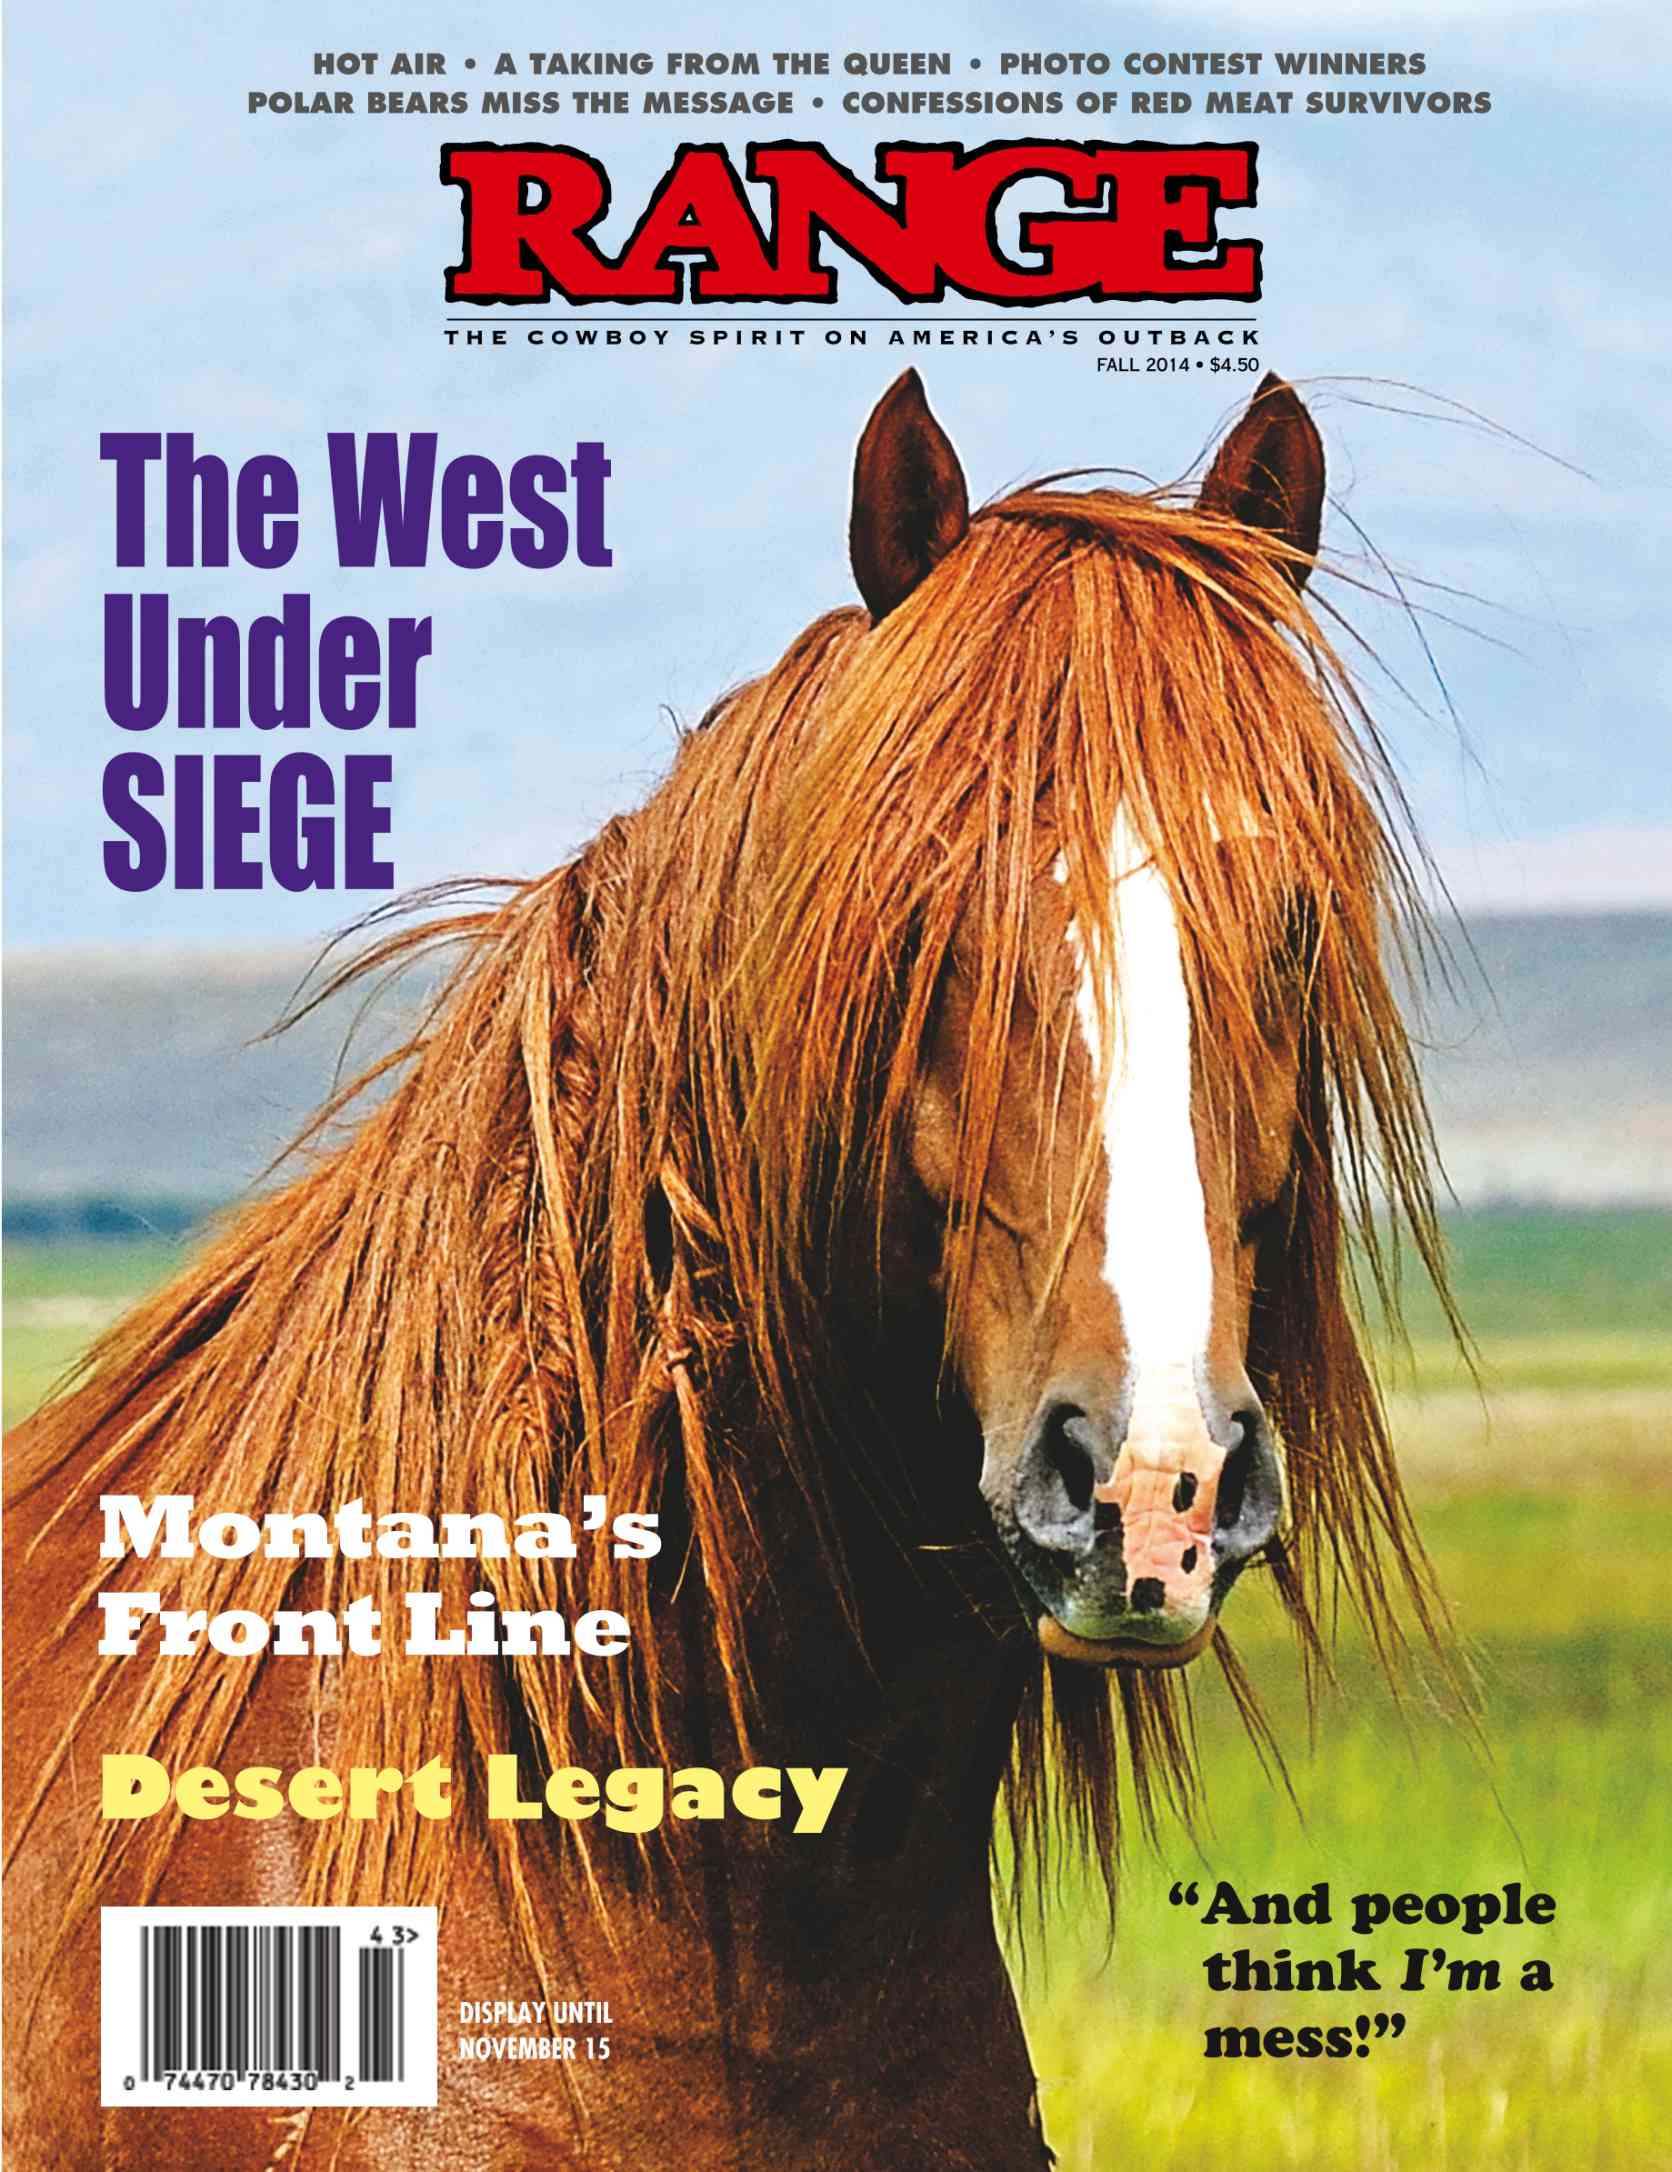 HOT AIR • A TAKING FROM THE QUEEN • PHOTO CONTEST WINNERS
POLAR BEARS MISS THE MESSAGE • CONFESSIONS OF RED MEAT SURVIVORS
RANGE
THE COWBOY SPIRIT ON AMERICA'S OUTBACK
FALL 2014 • $4.50
The West
Under
SIEGE
Montana's
Front Line
Desert Legacy
“And people
think I'm a
mess!”
43>
DISPLAY UNTIL
NOVEMBER 15
0 74470 78430 2